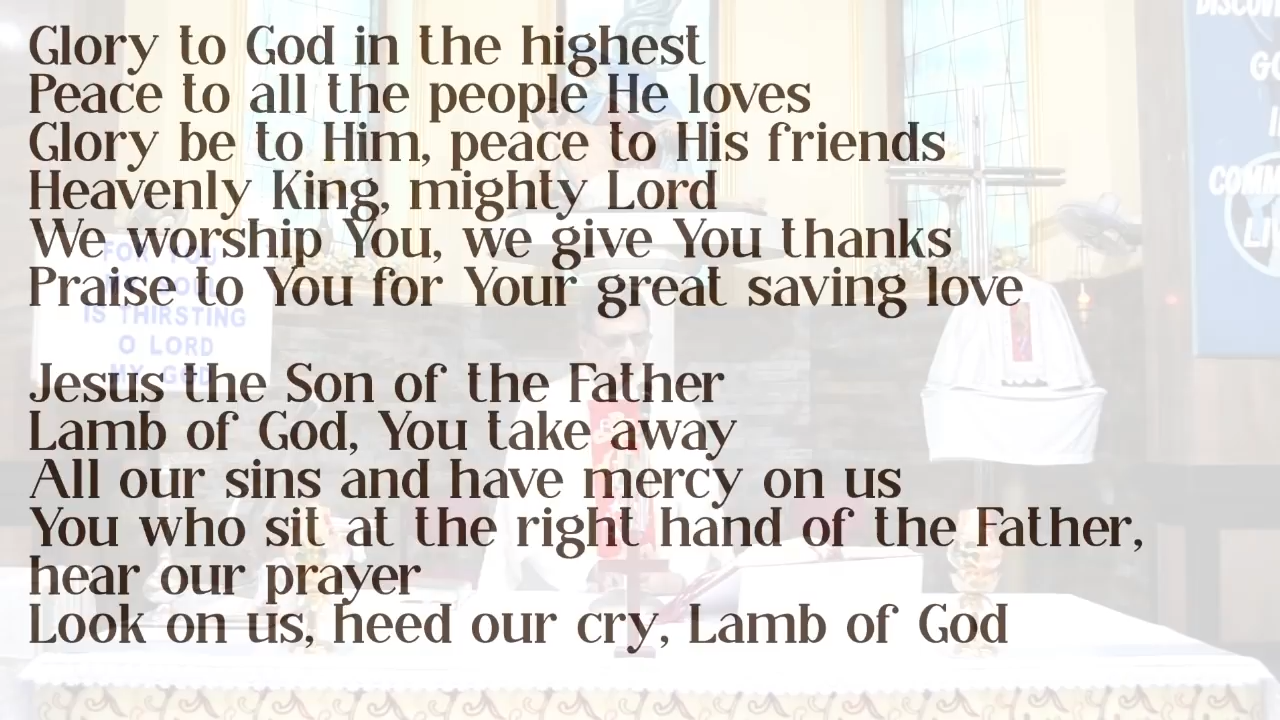 Glory to God in the highest
Peace to all the people He loves
Glory be to Him, peace to His friends
Heavenly King, mighty Lord
We worship You, we give You thanks
Praise to You for Your great saving love
Jesus the Son of the Father
Lamb of God, You take away
All our sins and have mercy on us
You who sit at the right hand of the Father,
hear our prayer
Look on us, heed our cry, Lamb of God
FOR YOU
IS THIRSTING
O LORD
MY GOD